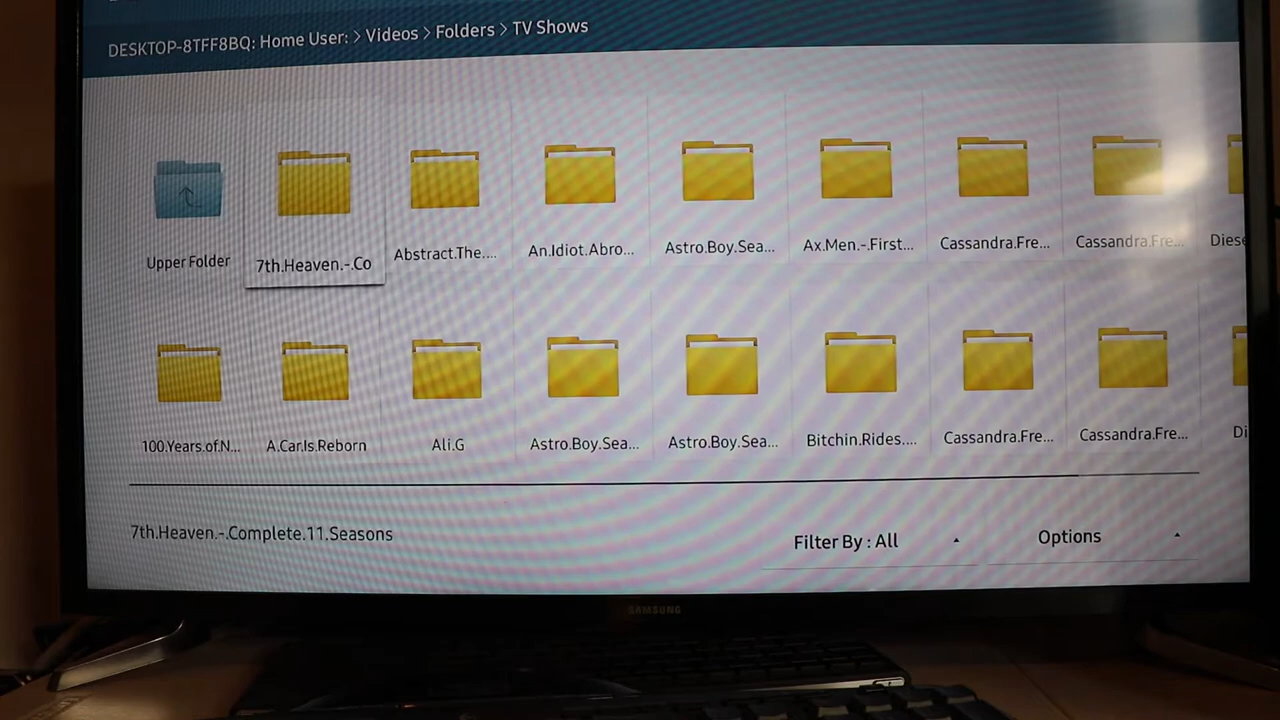 DESKTOP-8TFF8BQ: Home User: > Videos > Folders > TV Shows
Upper Folder
7th.Heaven.-.Co
Abstract.The....
An.Idiot.Abro...
Astro.Boy.Sea...
Ax.Men.-.First...
Cassandra.Fre...
Cassandra.Fre...
Diese
100.Years.of.N...
A.Car.Is.Reborn
Ali.G
Astro.Boy.Sea...
Astro.Boy.Sea...
Bitchin.Rides....
Cassandra.Fre...
Cassandra.Fre...
Di
7th.Heaven.-.Complete.11.Seasons
Filter By : All
Options
SAMSUNG